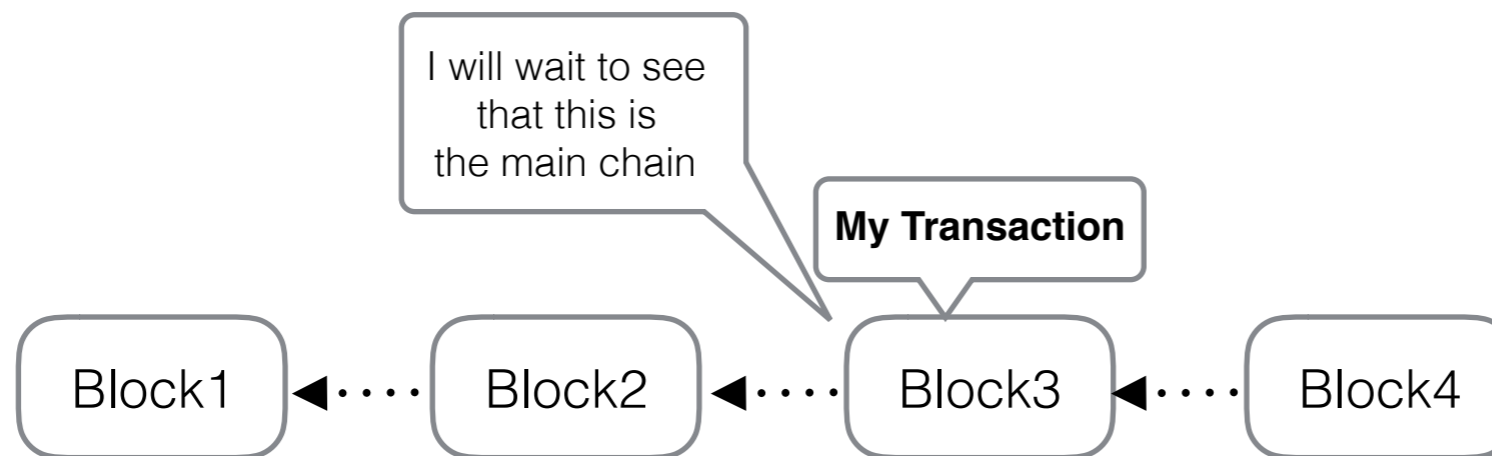 I will wait to see
that this is
the main chain
My Transaction
Block1
Block2
Block3
Block4